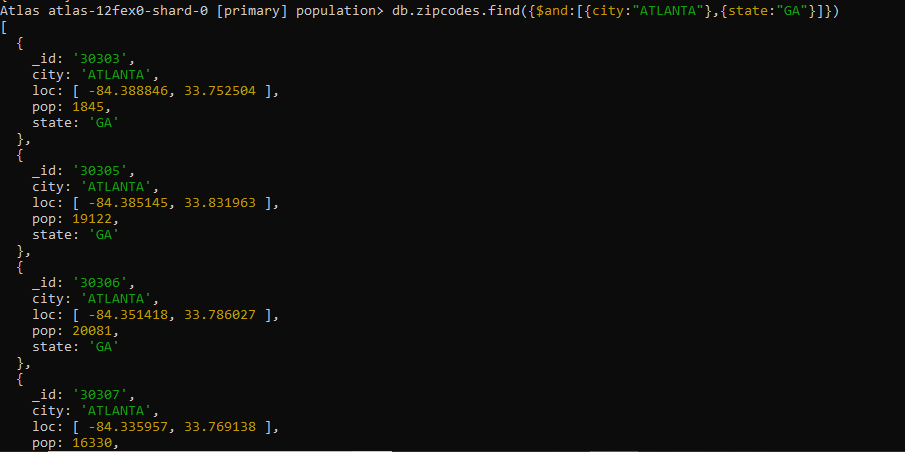 Atlas atlas-12fex0-shard-0 [primary] population> db.zipcodes.find({$and:[{city:"ATLANTA"},{state:"GA"}]})
[
  {
    _id: '30303',
    city: 'ATLANTA',
    loc: [ -84.388846, 33.752504 ],
    pop: 1845,
    state: 'GA'
  },
  {
    _id: '30305',
    city: 'ATLANTA',
    loc: [ -84.385145, 33.831963 ],
    pop: 19122,
    state: 'GA'
  },
  {
    _id: '30306',
    city: 'ATLANTA',
    loc: [ -84.351418, 33.786027 ],
    pop: 20081,
    state: 'GA'
  },
  {
    _id: '30307',
    city: 'ATLANTA',
    loc: [ -84.335957, 33.769138 ],
    pop: 16330,